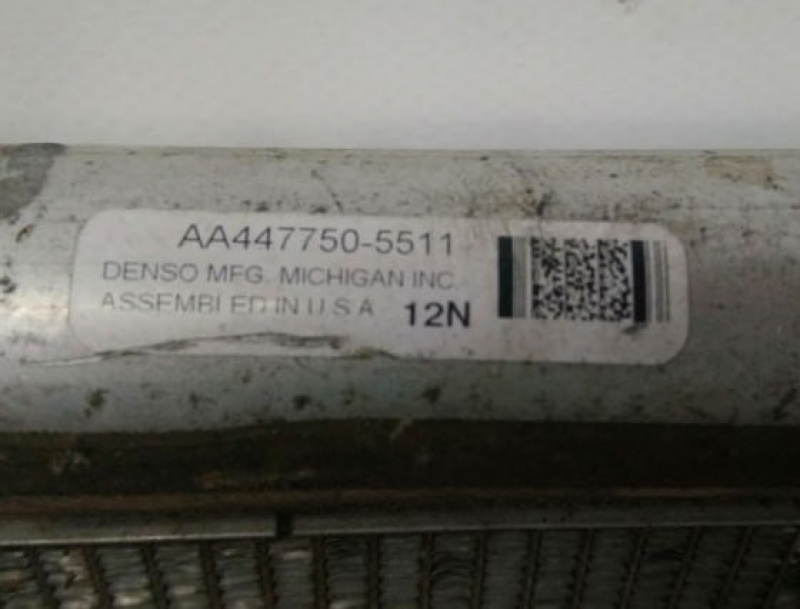 AA447750-5511
DENSO MFG. MICHIGAN INC.
ASSEMBLED IN U.S.A. 12N